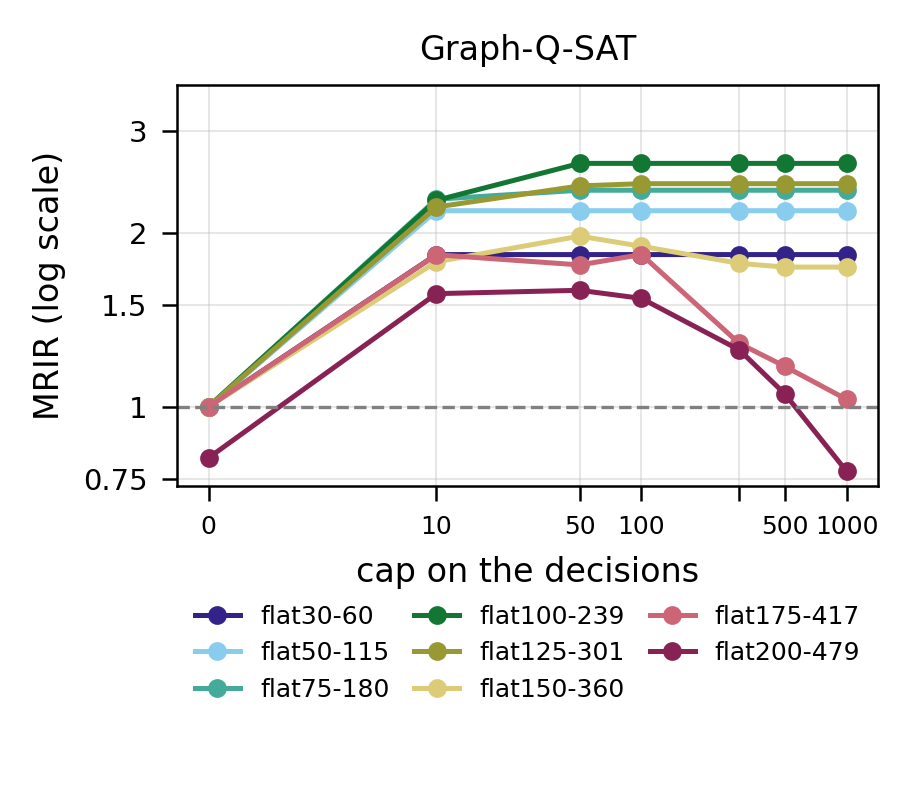 Graph-Q-SAT
MRIR (log scale)
3
2
1.5
1
0.75
0 10 50 100 500 1000
cap on the decisions
flat30-60 flat100-239 flat175-417
flat50-115 flat125-301 flat200-479
flat75-180 flat150-360